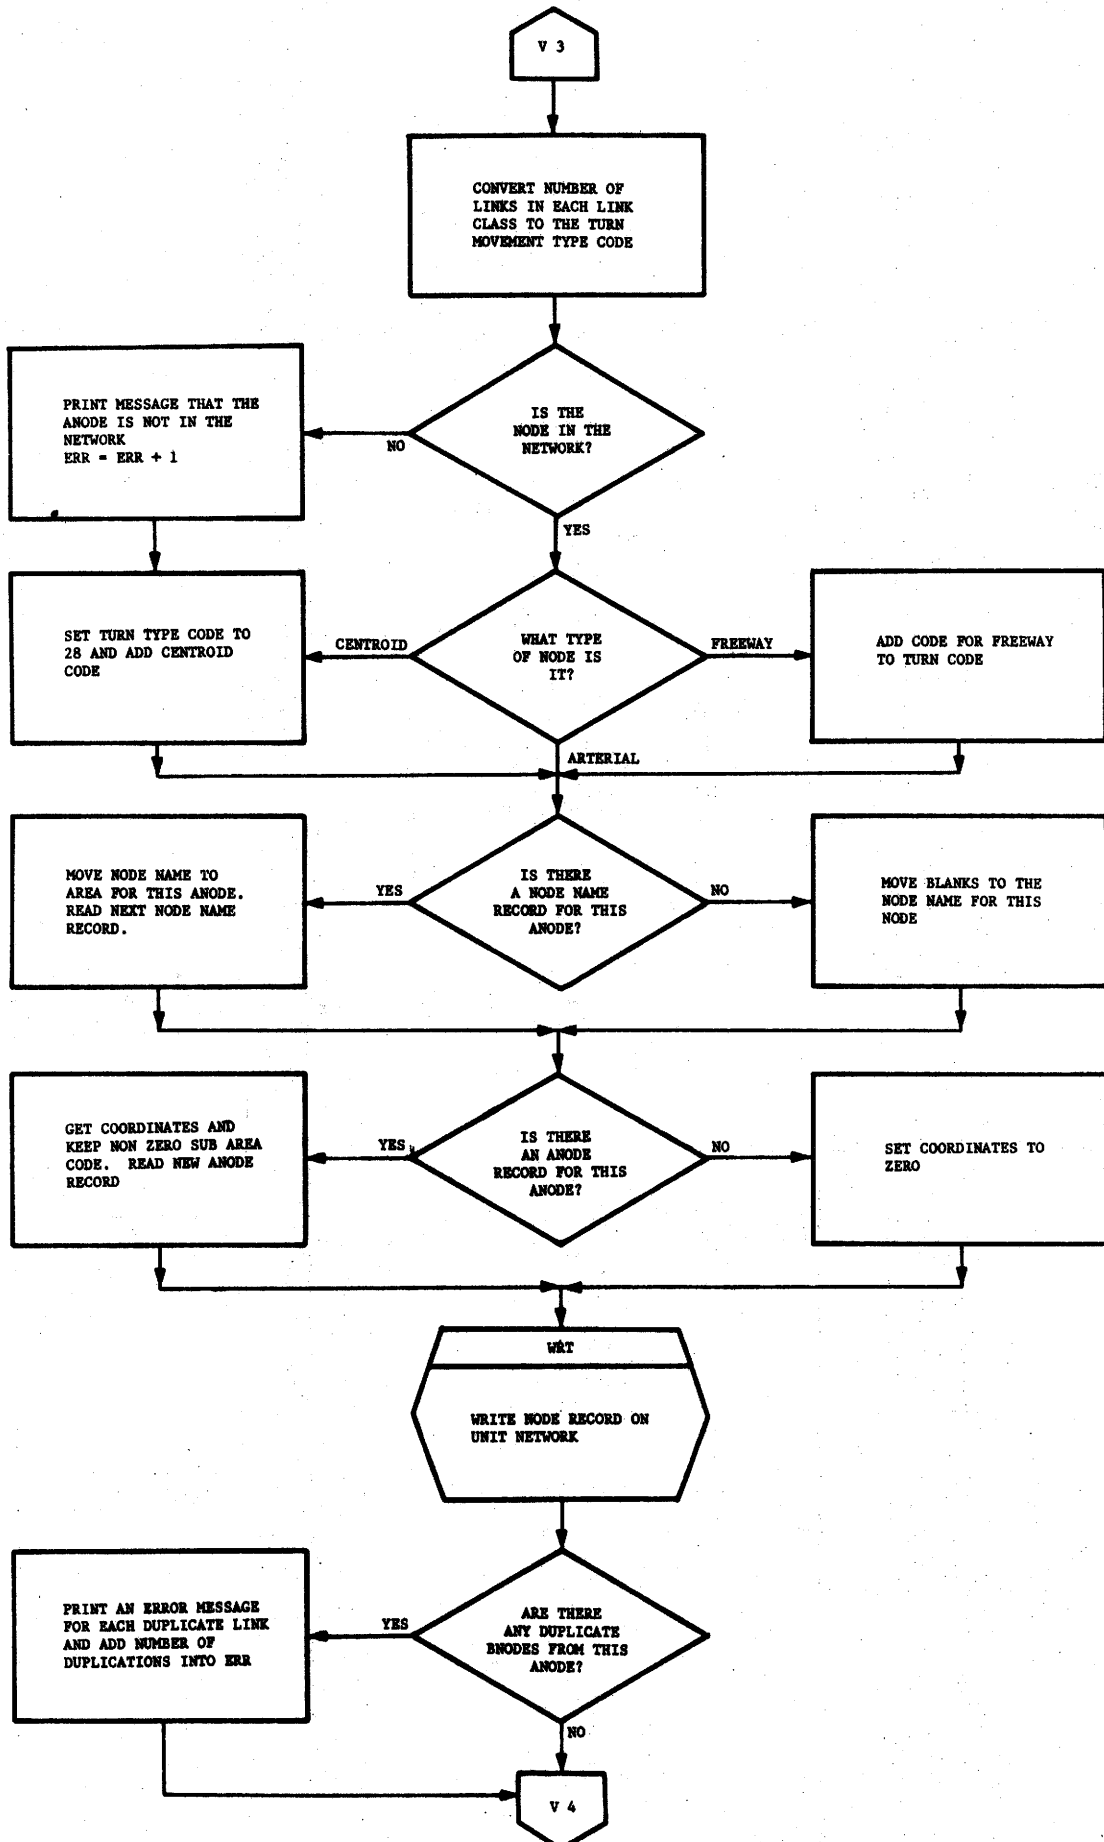 V 3
CONVERT NUMBER OF
LINKS IN EACH LINK
CLASS TO THE TURN
MOVEMENT TYPE CODE
PRINT MESSAGE THAT THE
ANODE IS NOT IN THE
NETWORK
ERR = ERR + 1
NO
IS THE
NODE IN THE
NETWORK?
YES
SET TURN TYPE CODE TO
28 AND ADD CENTROID
CODE
CENTROID
WHAT TYPE
OF NODE IS
IT?
FREEWAY
ADD CODE FOR FREEWAY
TO TURN CODE
ARTERIAL
MOVE NODE NAME TO
AREA FOR THIS ANODE.
READ NEXT NODE NAME
RECORD.
YES
IS THERE
A NODE NAME
RECORD FOR THIS
ANODE?
NO
MOVE BLANKS TO THE
NODE NAME FOR THIS
NODE
GET COORDINATES AND
KEEP NON ZERO SUB AREA
CODE. READ NEW ANODE
RECORD
YES
IS THERE
AN ANODE
RECORD FOR THIS
ANODE?
NO
SET COORDINATES TO
ZERO
WRT
WRITE NODE RECORD ON
UNIT NETWORK
PRINT AN ERROR MESSAGE
FOR EACH DUPLICATE LINK
AND ADD NUMBER OF
DUPLICATIONS INTO ERR
YES
ARE THERE
ANY DUPLICATE
BNODES FROM THIS
ANODE?
NO
V 4